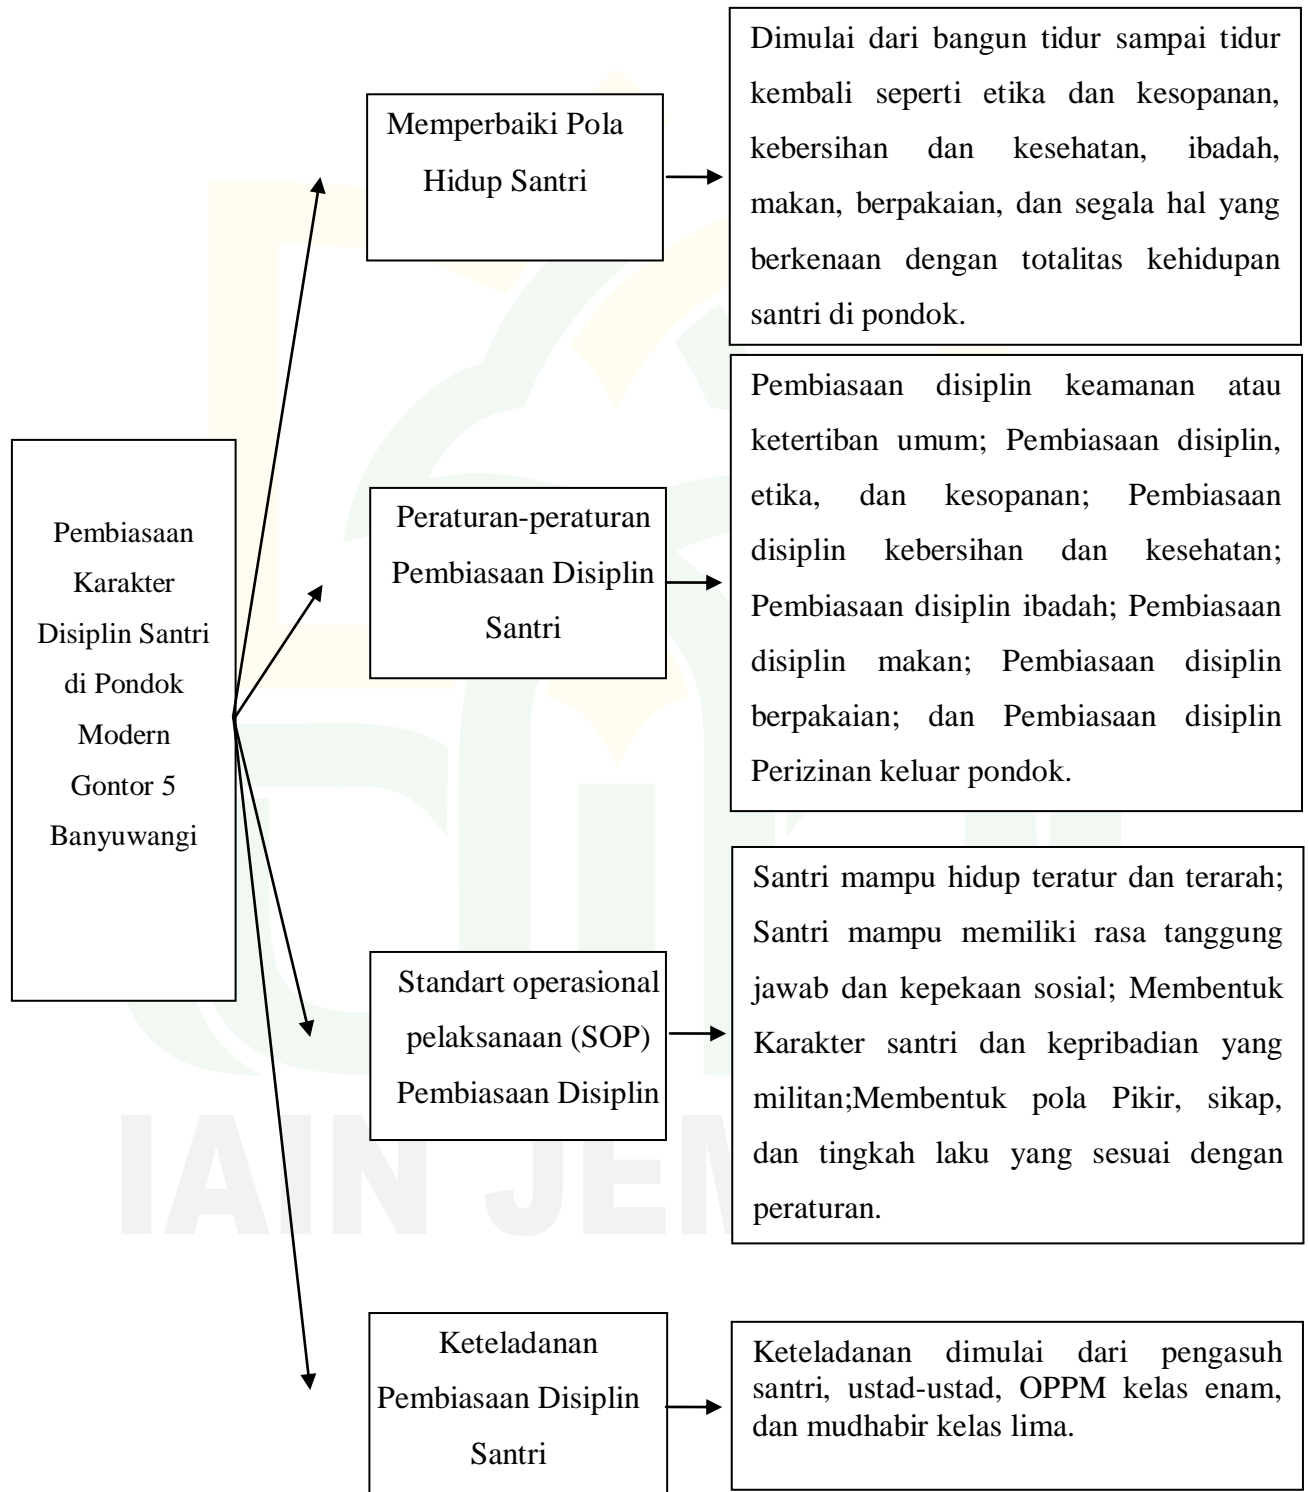 Pembiasaan
Karakter
Disiplin Santri
di Pondok
Modern
Gontor 5
Banyuwangi
Memperbaiki Pola
Hidup Santri
Dimulai dari bangun tidur sampai tidur
kembali seperti etika dan kesopanan,
kebersihan dan kesehatan, ibadah,
makan, berpakaian, dan segala hal yang
berkenaan dengan totalitas kehidupan
santri di pondok.
Peraturan-peraturan
Pembiasaan Disiplin
Santri
Pembiasaan disiplin keamanan atau
ketertiban umum; Pembiasaan disiplin,
etika, dan kesopanan; Pembiasaan
disiplin kebersihan dan kesehatan;
Pembiasaan disiplin ibadah; Pembiasaan
disiplin makan; Pembiasaan disiplin
berpakaian; dan Pembiasaan disiplin
Perizinan keluar pondok.
Standart operasional
pelaksanaan (SOP)
Pembiasaan Disiplin
Santri mampu hidup teratur dan terarah;
Santri mampu memiliki rasa tanggung
jawab dan kepekaan sosial; Membentuk
Karakter santri dan kepribadian yang
militan;Membentuk pola Pikir, sikap,
dan tingkah laku yang sesuai dengan
peraturan.
Keteladanan
Pembiasaan Disiplin
Santri
Keteladanan dimulai dari pengasuh
santri, ustad-ustad, OPPM kelas enam,
dan mudhabir kelas lima.
IAIN JEM